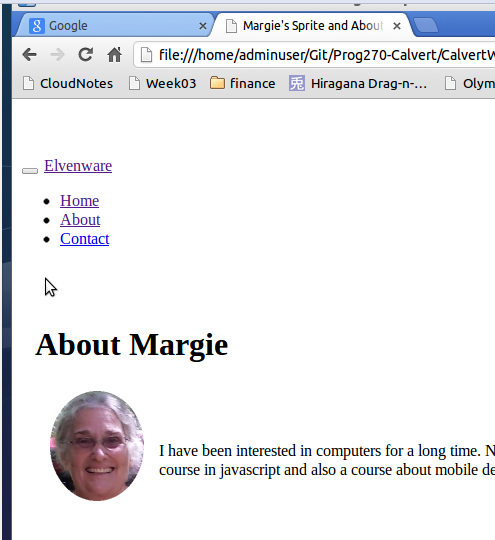 Google
Margie's Sprite and About
file:///home/adminuser/Git/Prog270-Calvert/CalvertW
CloudNotes Week03 finance Hiragana Drag-n-... Olym
Elvenware
Home
About
Contact
About Margie
I have been interested in computers for a long time. N
course in javascript and also a course about mobile de